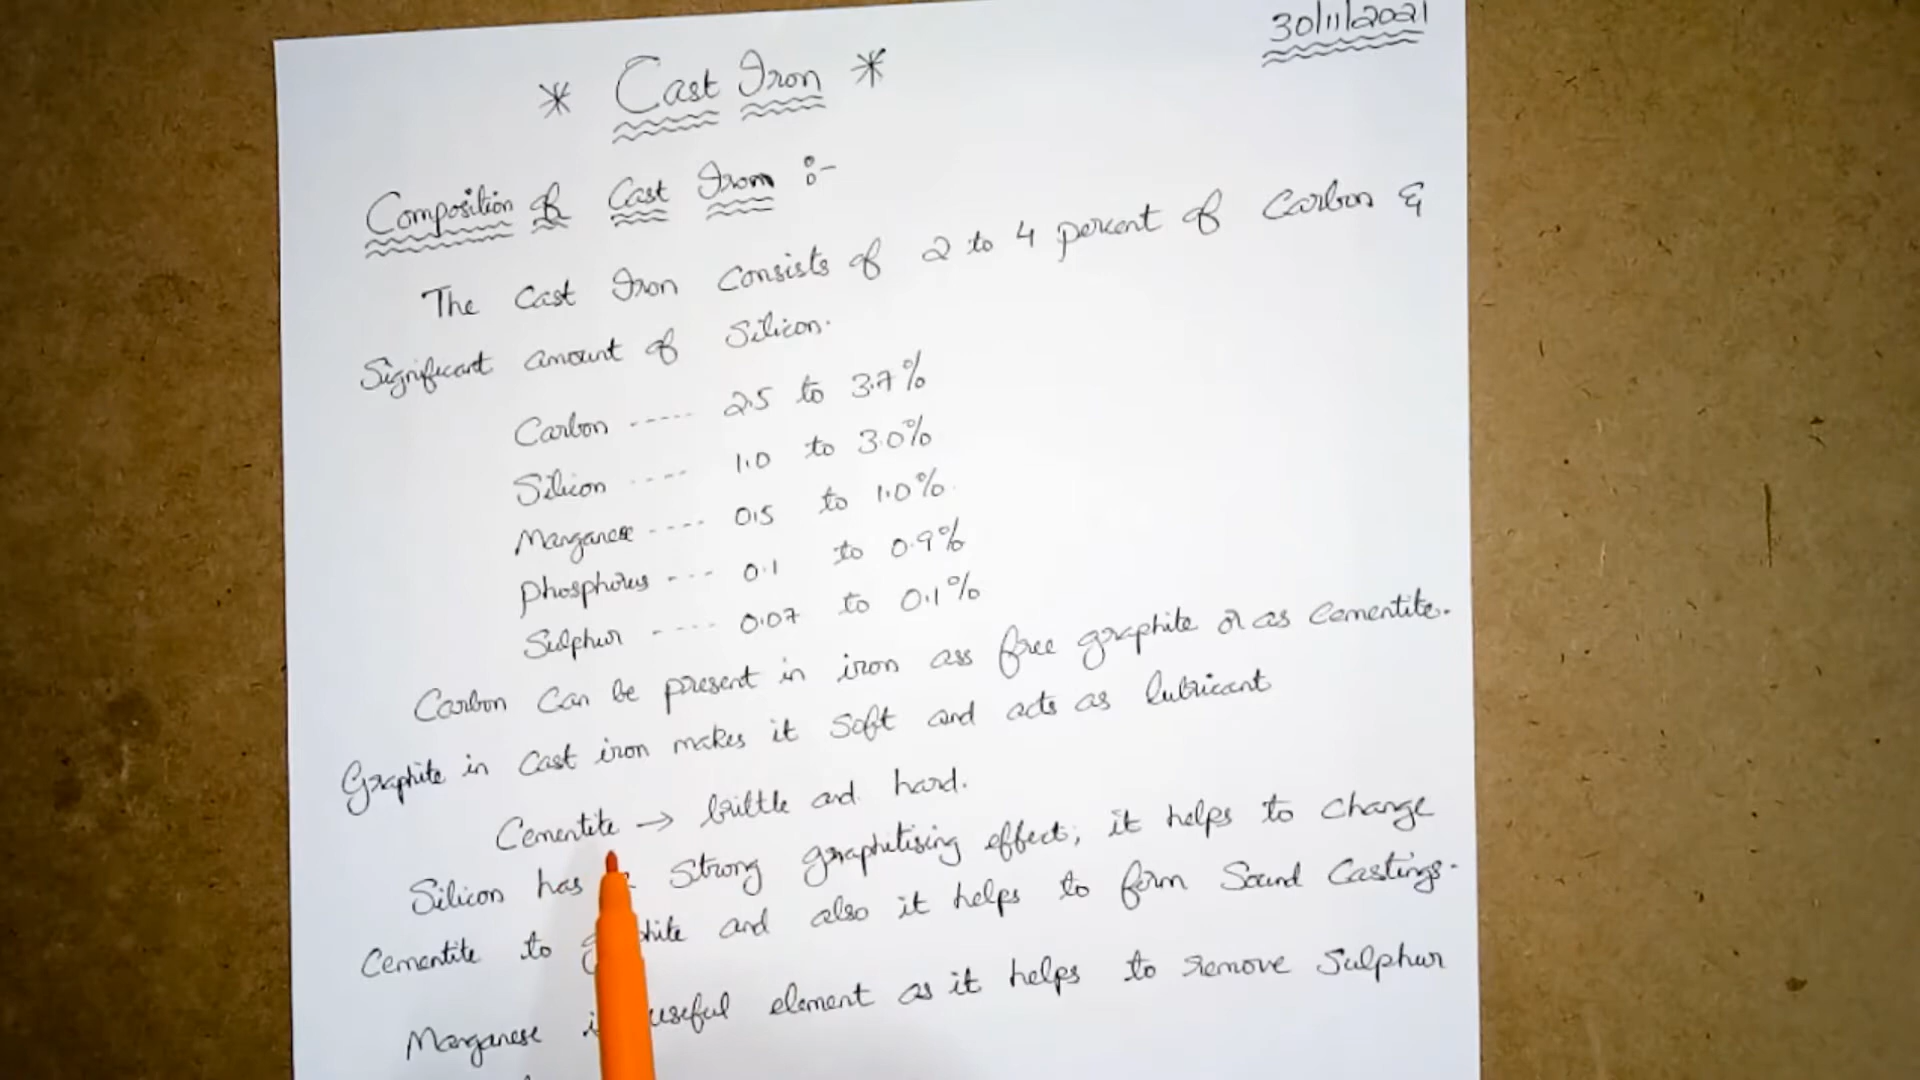 30/11/2021
* Cast Iron *
Composition of Cast Iron :-
The Cast Iron Consists of 2 to 4 percent of Carbon &
Significant amount of Silicon.
Carbon ----- 2.5 to 3.7%
Silicon ---- 1.0 to 3.0%
Manganese ---- 0.5 to 1.0%
Phosphorus --- 0.1 to 0.9%
Sulphur ---- 0.07 to 0.1%
Carbon Can be present in iron ass free graphite or as Cementite.
Graphite in Cast iron makes it Soft and acts as lubricant
Cementite → brittle and hard.
Silicon has Strong graphitising effect; it helps to Change
Cementite to and also it helps to form Sound Castings.
Manganese useful element as it helps to remove Sulphur